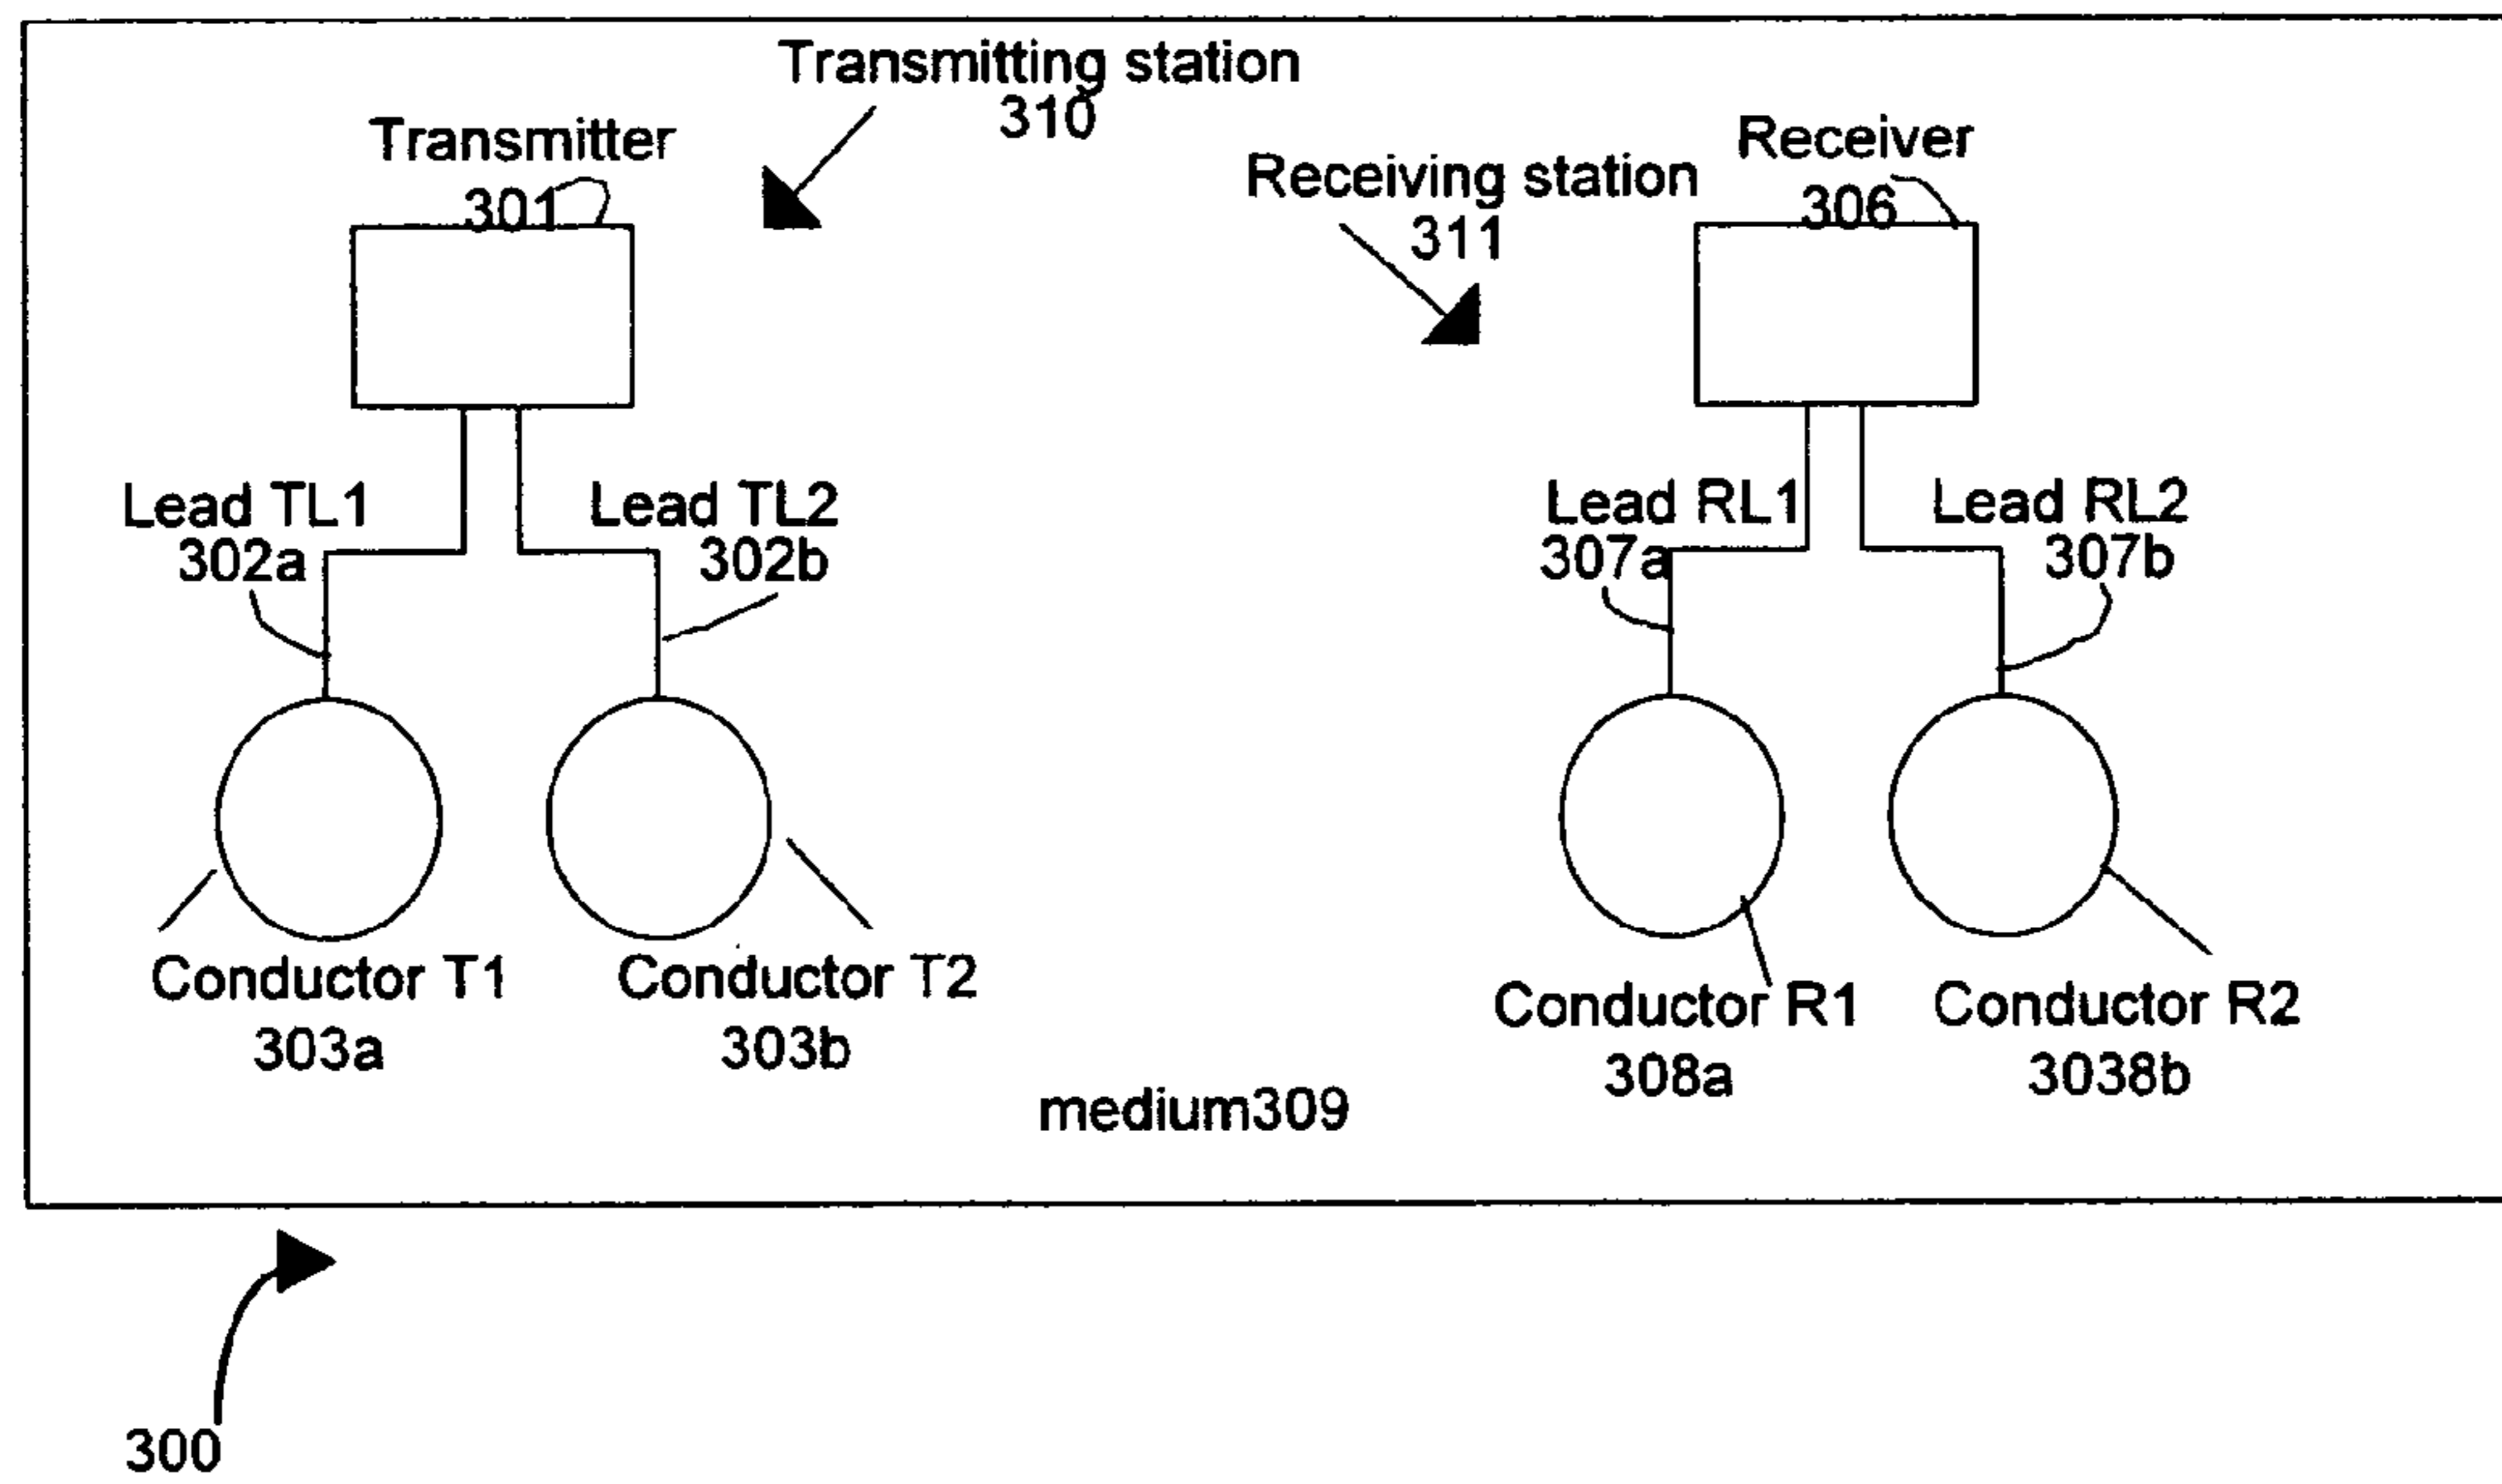 Transmitting station
310
Transmitter
301
Receiving station
311
Receiver
306
Lead TL1
302a
Lead TL2
302b
Lead RL1
307a
Lead RL2
307b
Conductor T1
303a
Conductor T2
303b
Conductor R1
308a
Conductor R2
3038b
medium309
300